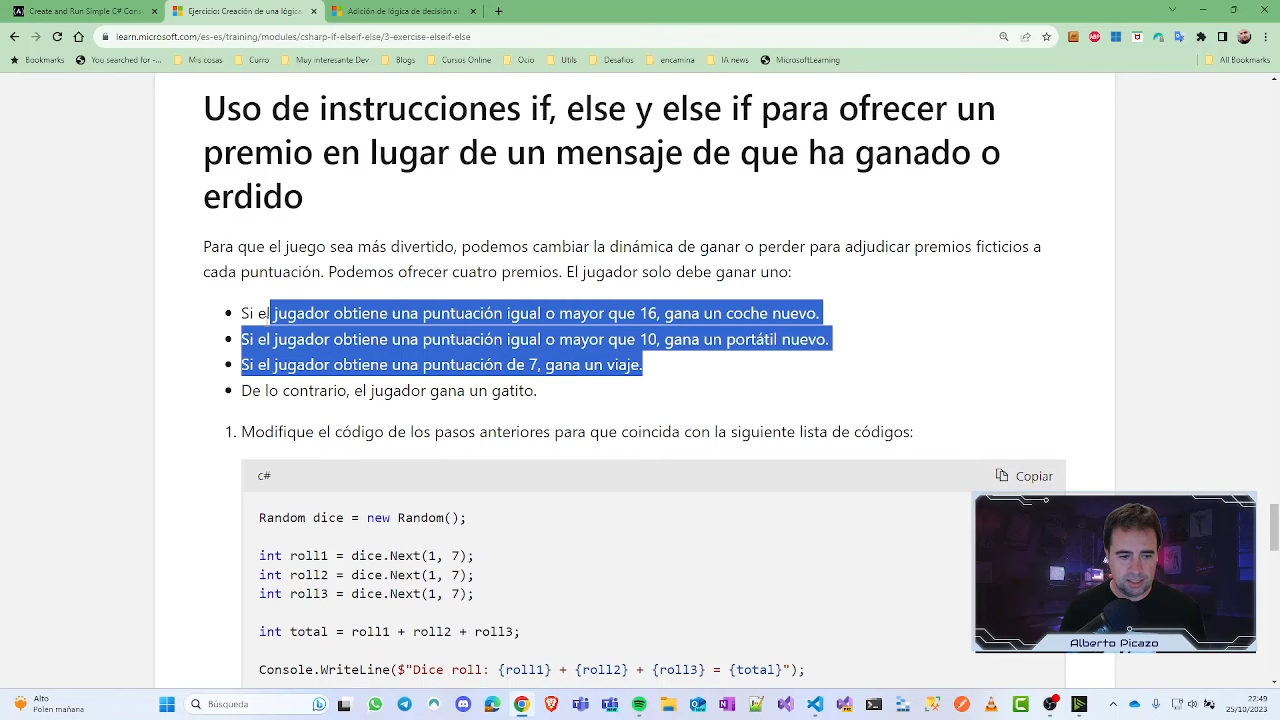 Create and Run Simple C# Cons
Ejercicio: Creación de una lógic
Adición de lógica de decisión al
learn.microsoft.com/es-es/training/modules/csharp-if-elseif-else/3-exercise-elseif-else
Bookmarks
You searched for -...
Mis cosas
Curro
Muy interesante Dev
Blogs
Cursos Online
Ocio
Utils
Desafios
encamina
IA news
MicrosoftLearning
All Bookmarks
Uso de instrucciones if, else y else if para ofrecer un
premio en lugar de un mensaje de que ha ganado o
erdido
Para que el juego sea más divertido, podemos cambiar la dinámica de ganar o perder para adjudicar premios ficticios a
cada puntuación. Podemos ofrecer cuatro premios. El jugador solo debe ganar uno:
• Si el jugador obtiene una puntuación igual o mayor que 16, gana un coche nuevo.
• Si el jugador obtiene una puntuación igual o mayor que 10, gana un portátil nuevo.
• Si el jugador obtiene una puntuación de 7, gana un viaje.
• De lo contrario, el jugador gana un gatito.
1. Modifique el código de los pasos anteriores para que coincida con la siguiente lista de códigos:
c#
Copiar
Random dice = new Random();
int roll1 = dice.Next(1, 7);
int roll2 = dice.Next(1, 7);
int roll3 = dice.Next(1, 7);
int total = roll1 + roll2 + roll3;
Console.WriteLine($"Dice roll: {roll1} + {roll2} + {roll3} = {total}");
Alberto Picazo
Alto
Polen mañana
Búsqueda
22:49
25/10/2023